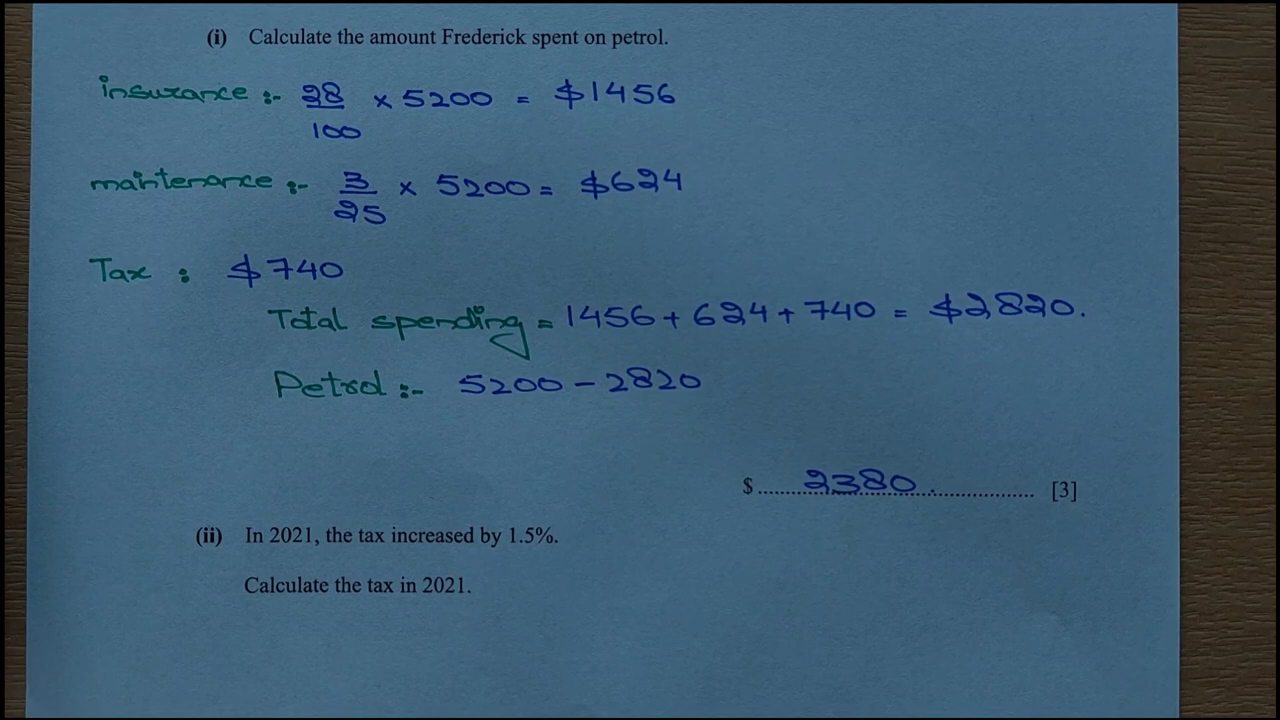 (i) Calculate the amount Frederick spent on petrol.
insurance :- 28/100 × 5200 = $1456
maintenance :- 3/25 × 5200 = $624
Tax : $740
Total spending = 1456 + 624 + 740 = $2820.
Petrol :- 5200 - 2820
$ 2380 [3]
(ii) In 2021, the tax increased by 1.5%.
Calculate the tax in 2021.